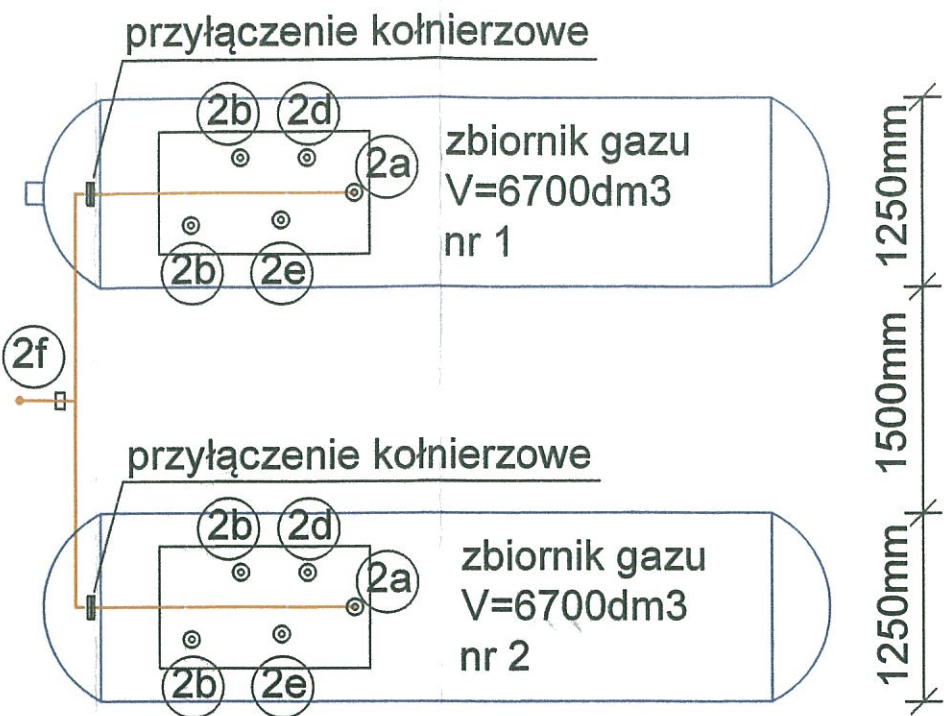 przyłączenie kołnierzowe
2b
2d
2a
zbiornik gazu
V=6700dm3
nr 1
2b
2e
1250mm
2f
1500mm
przyłączenie kołnierzowe
2b
2d
2a
zbiornik gazu
V=6700dm3
nr 2
2b
2e
1250mm